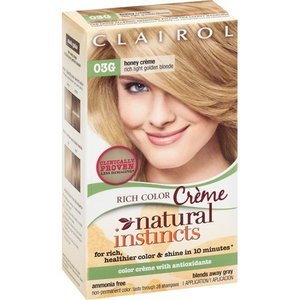 CLAIROL
03G
honey crème
rich light golden blonde
CLINICALLY
PROVEN
LESS DAMAGING*
RICH COLOR Crème
natural
instincts
for rich,
healthier color & shine in 10 minutes*
color crème with antioxidants
ammonia free
non-permanent color lasts through 28 shampoos
blends away gray
1 APPLICATION